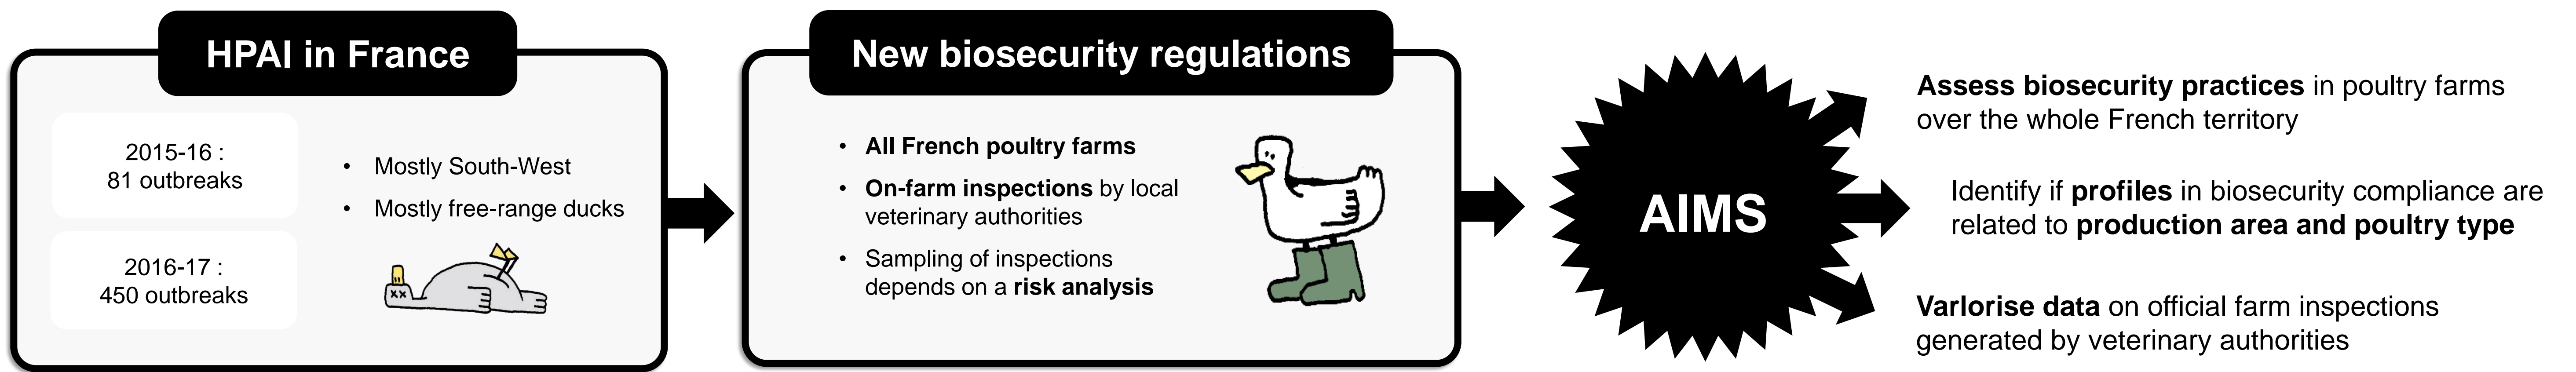 HPAI in France
2015-16 :
81 outbreaks
2016-17 :
450 outbreaks
• Mostly South-West
• Mostly free-range ducks
New biosecurity regulations
• All French poultry farms
• On-farm inspections by local
veterinary authorities
• Sampling of inspections
depends on a risk analysis
AIMS
Assess biosecurity practices in poultry farms
over the whole French territory
Identify if profiles in biosecurity compliance are
related to production area and poultry type
Varlorise data on official farm inspections
generated by veterinary authorities